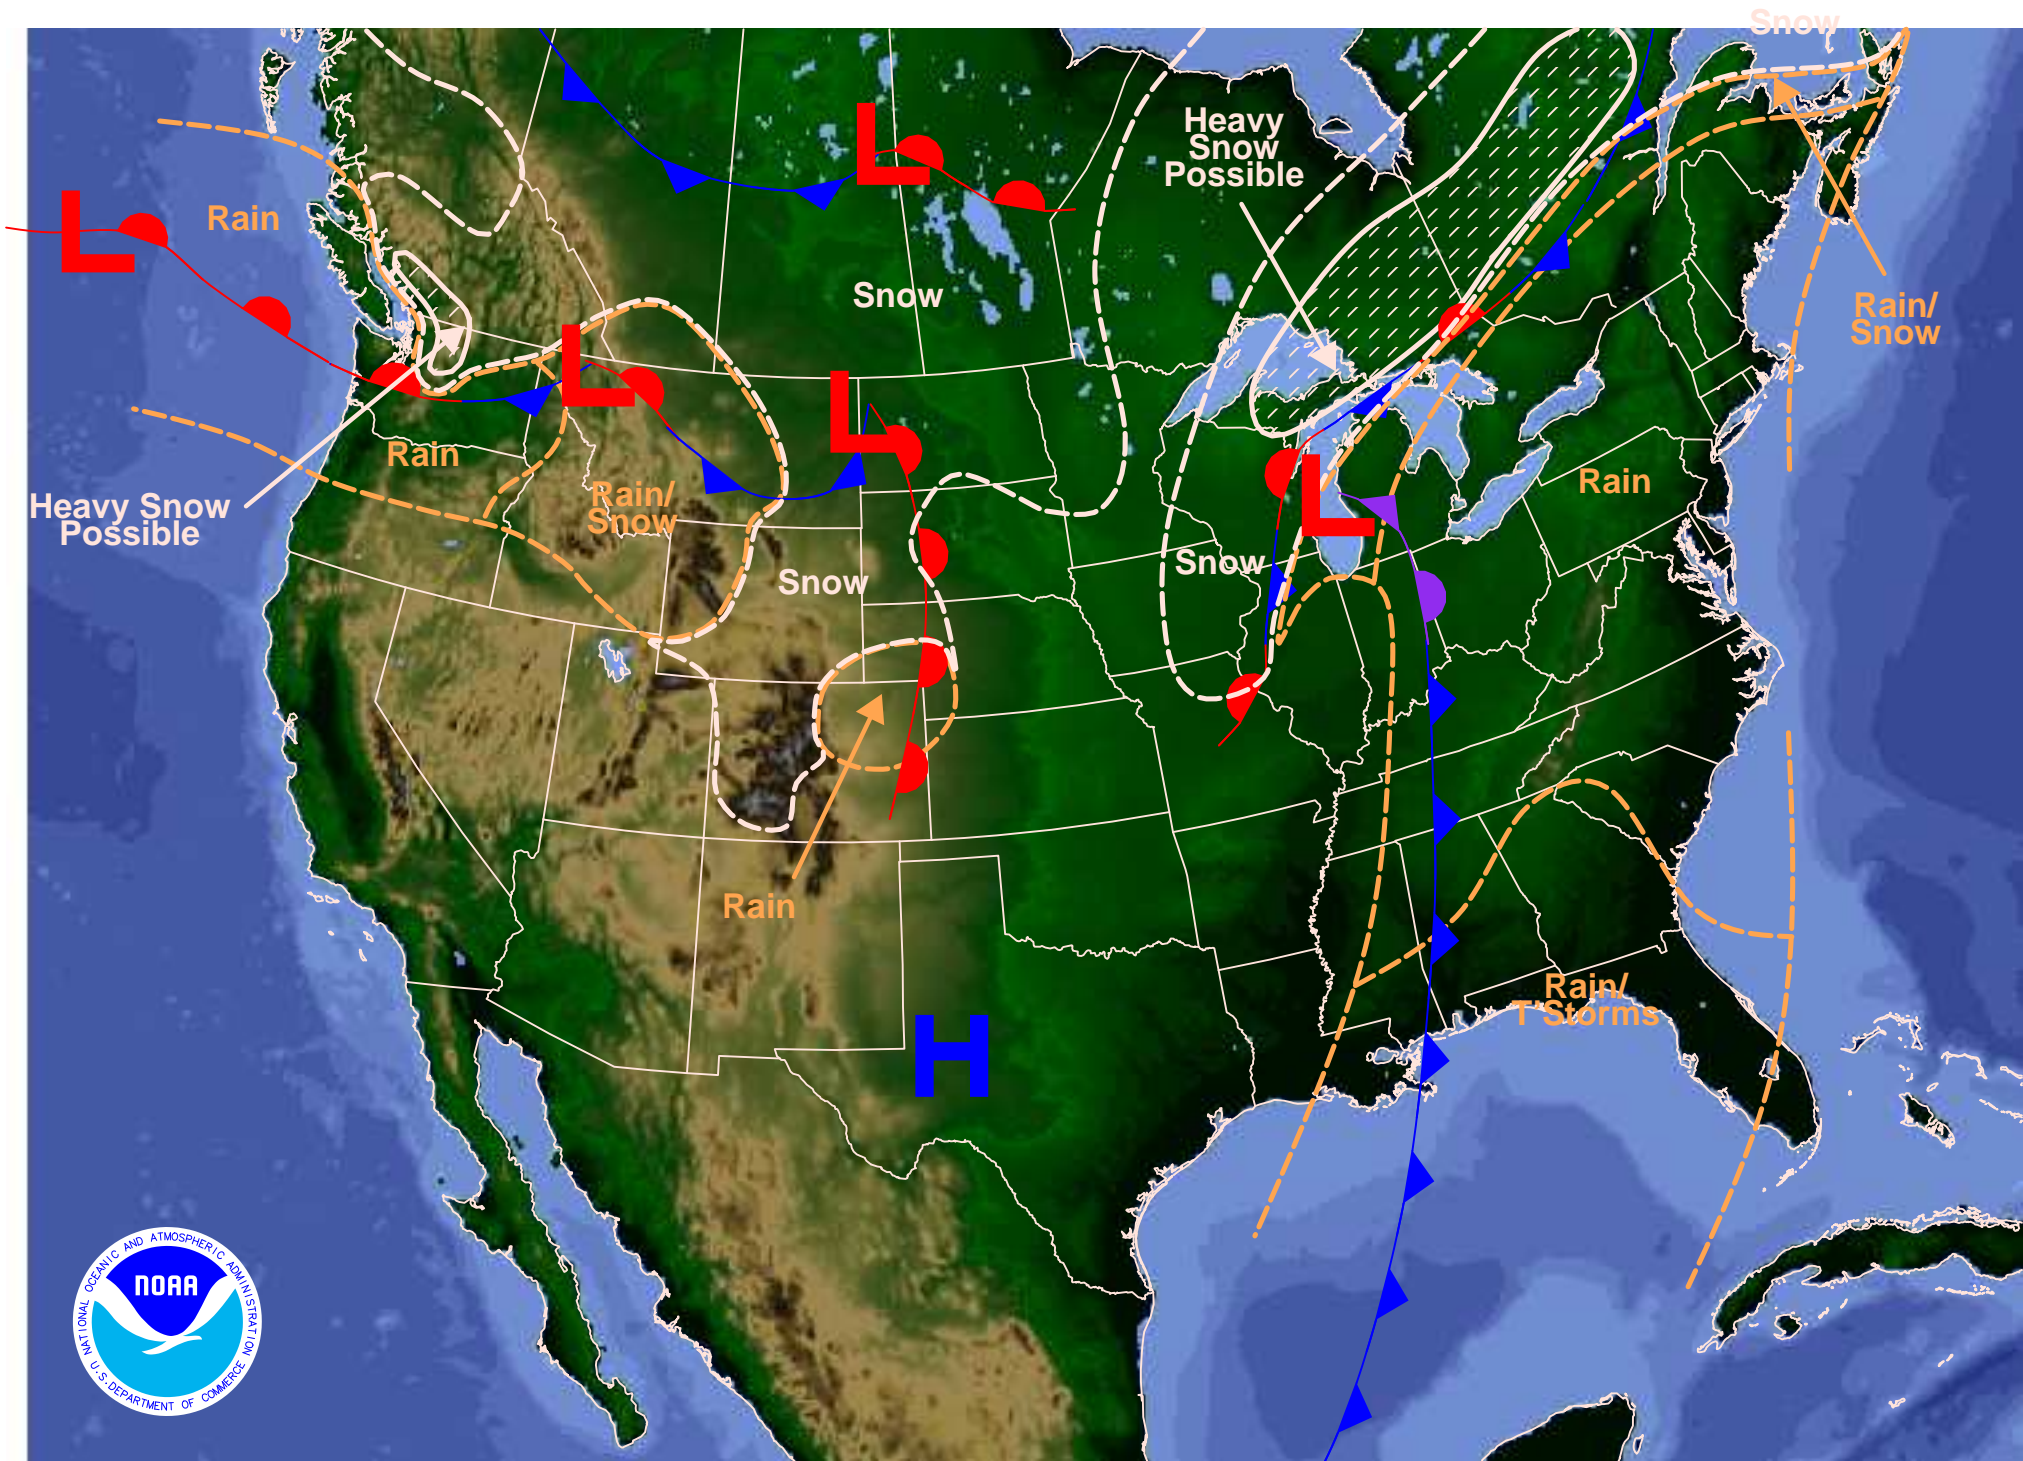 Snow
Heavy
Snow
Possible
L
L
Rain
Snow
Rain/
Snow
L
L
Rain
Rain/
Snow
Heavy Snow
Possible
Rain
L
Snow
Snow
Rain
Rain/
T'Storms
H
NATIONAL OCEANIC AND ATMOSPHERIC ADMINISTRATION
NOAA
U.S. DEPARTMENT OF COMMERCE